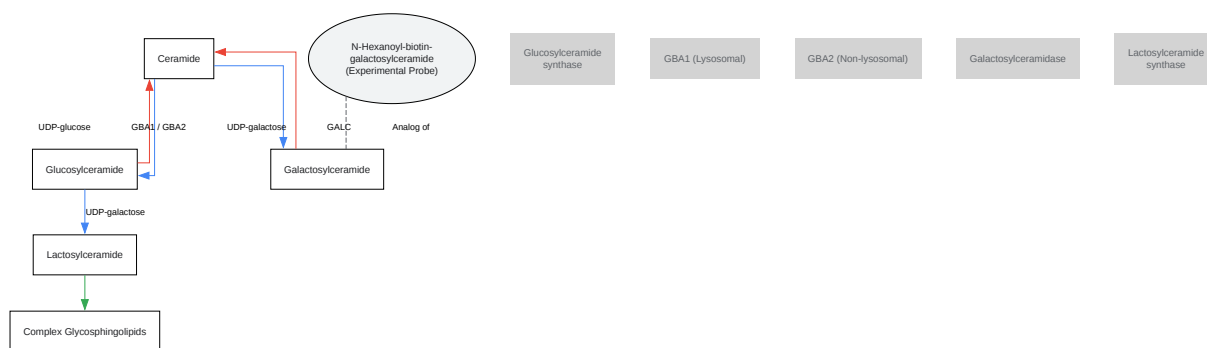 N-Hexanoyl-biotin-
galactosylceramide
(Experimental Probe)
Ceramide
Glucosylceramide
synthase
GBA1 (Lysosomal)
GBA2 (Non-lysosomal)
Galactosylceramidase
Lactosylceramide
synthase
UDP-glucose
GBA1 / GBA2
UDP-galactose
GALC
Analog of
Glucosylceramide
Galactosylceramide
UDP-galactose
Lactosylceramide
Complex Glycosphingolipids